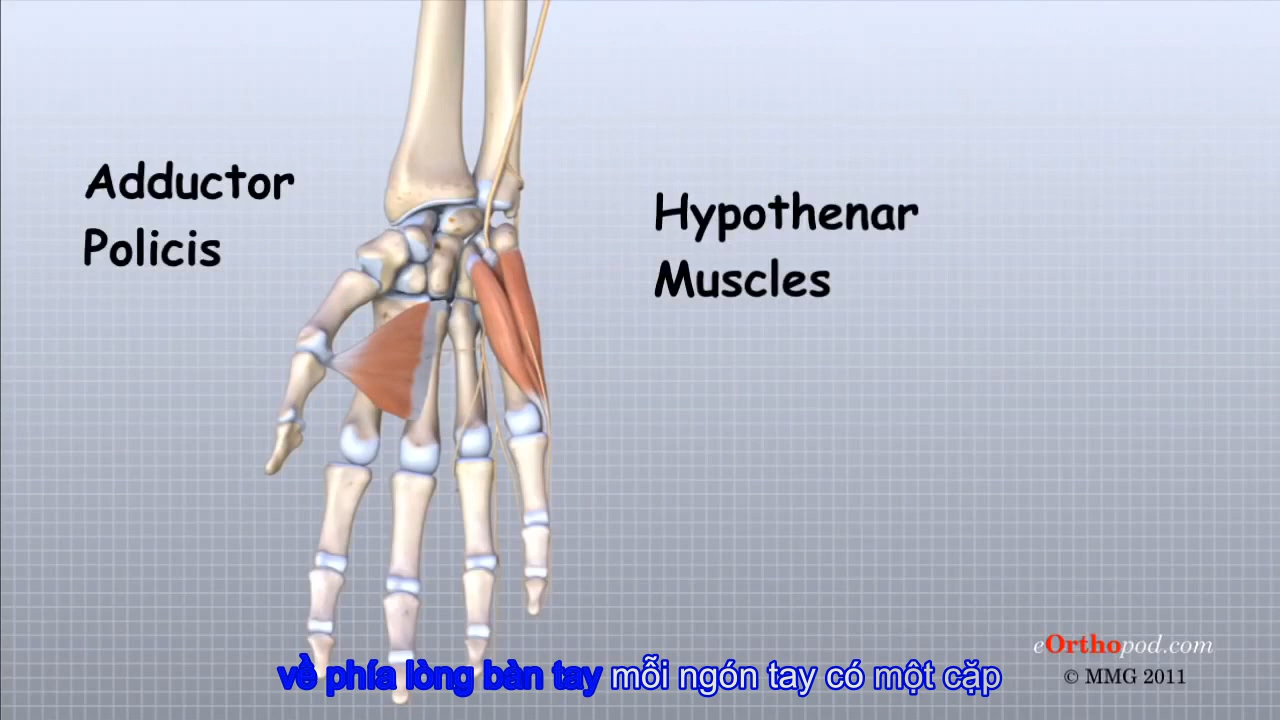 Adductor
Policis
Hypothenar
Muscles
eOrthopod.com
© MMG 2011
về phía lòng bàn tay mỗi ngón tay có một cặp